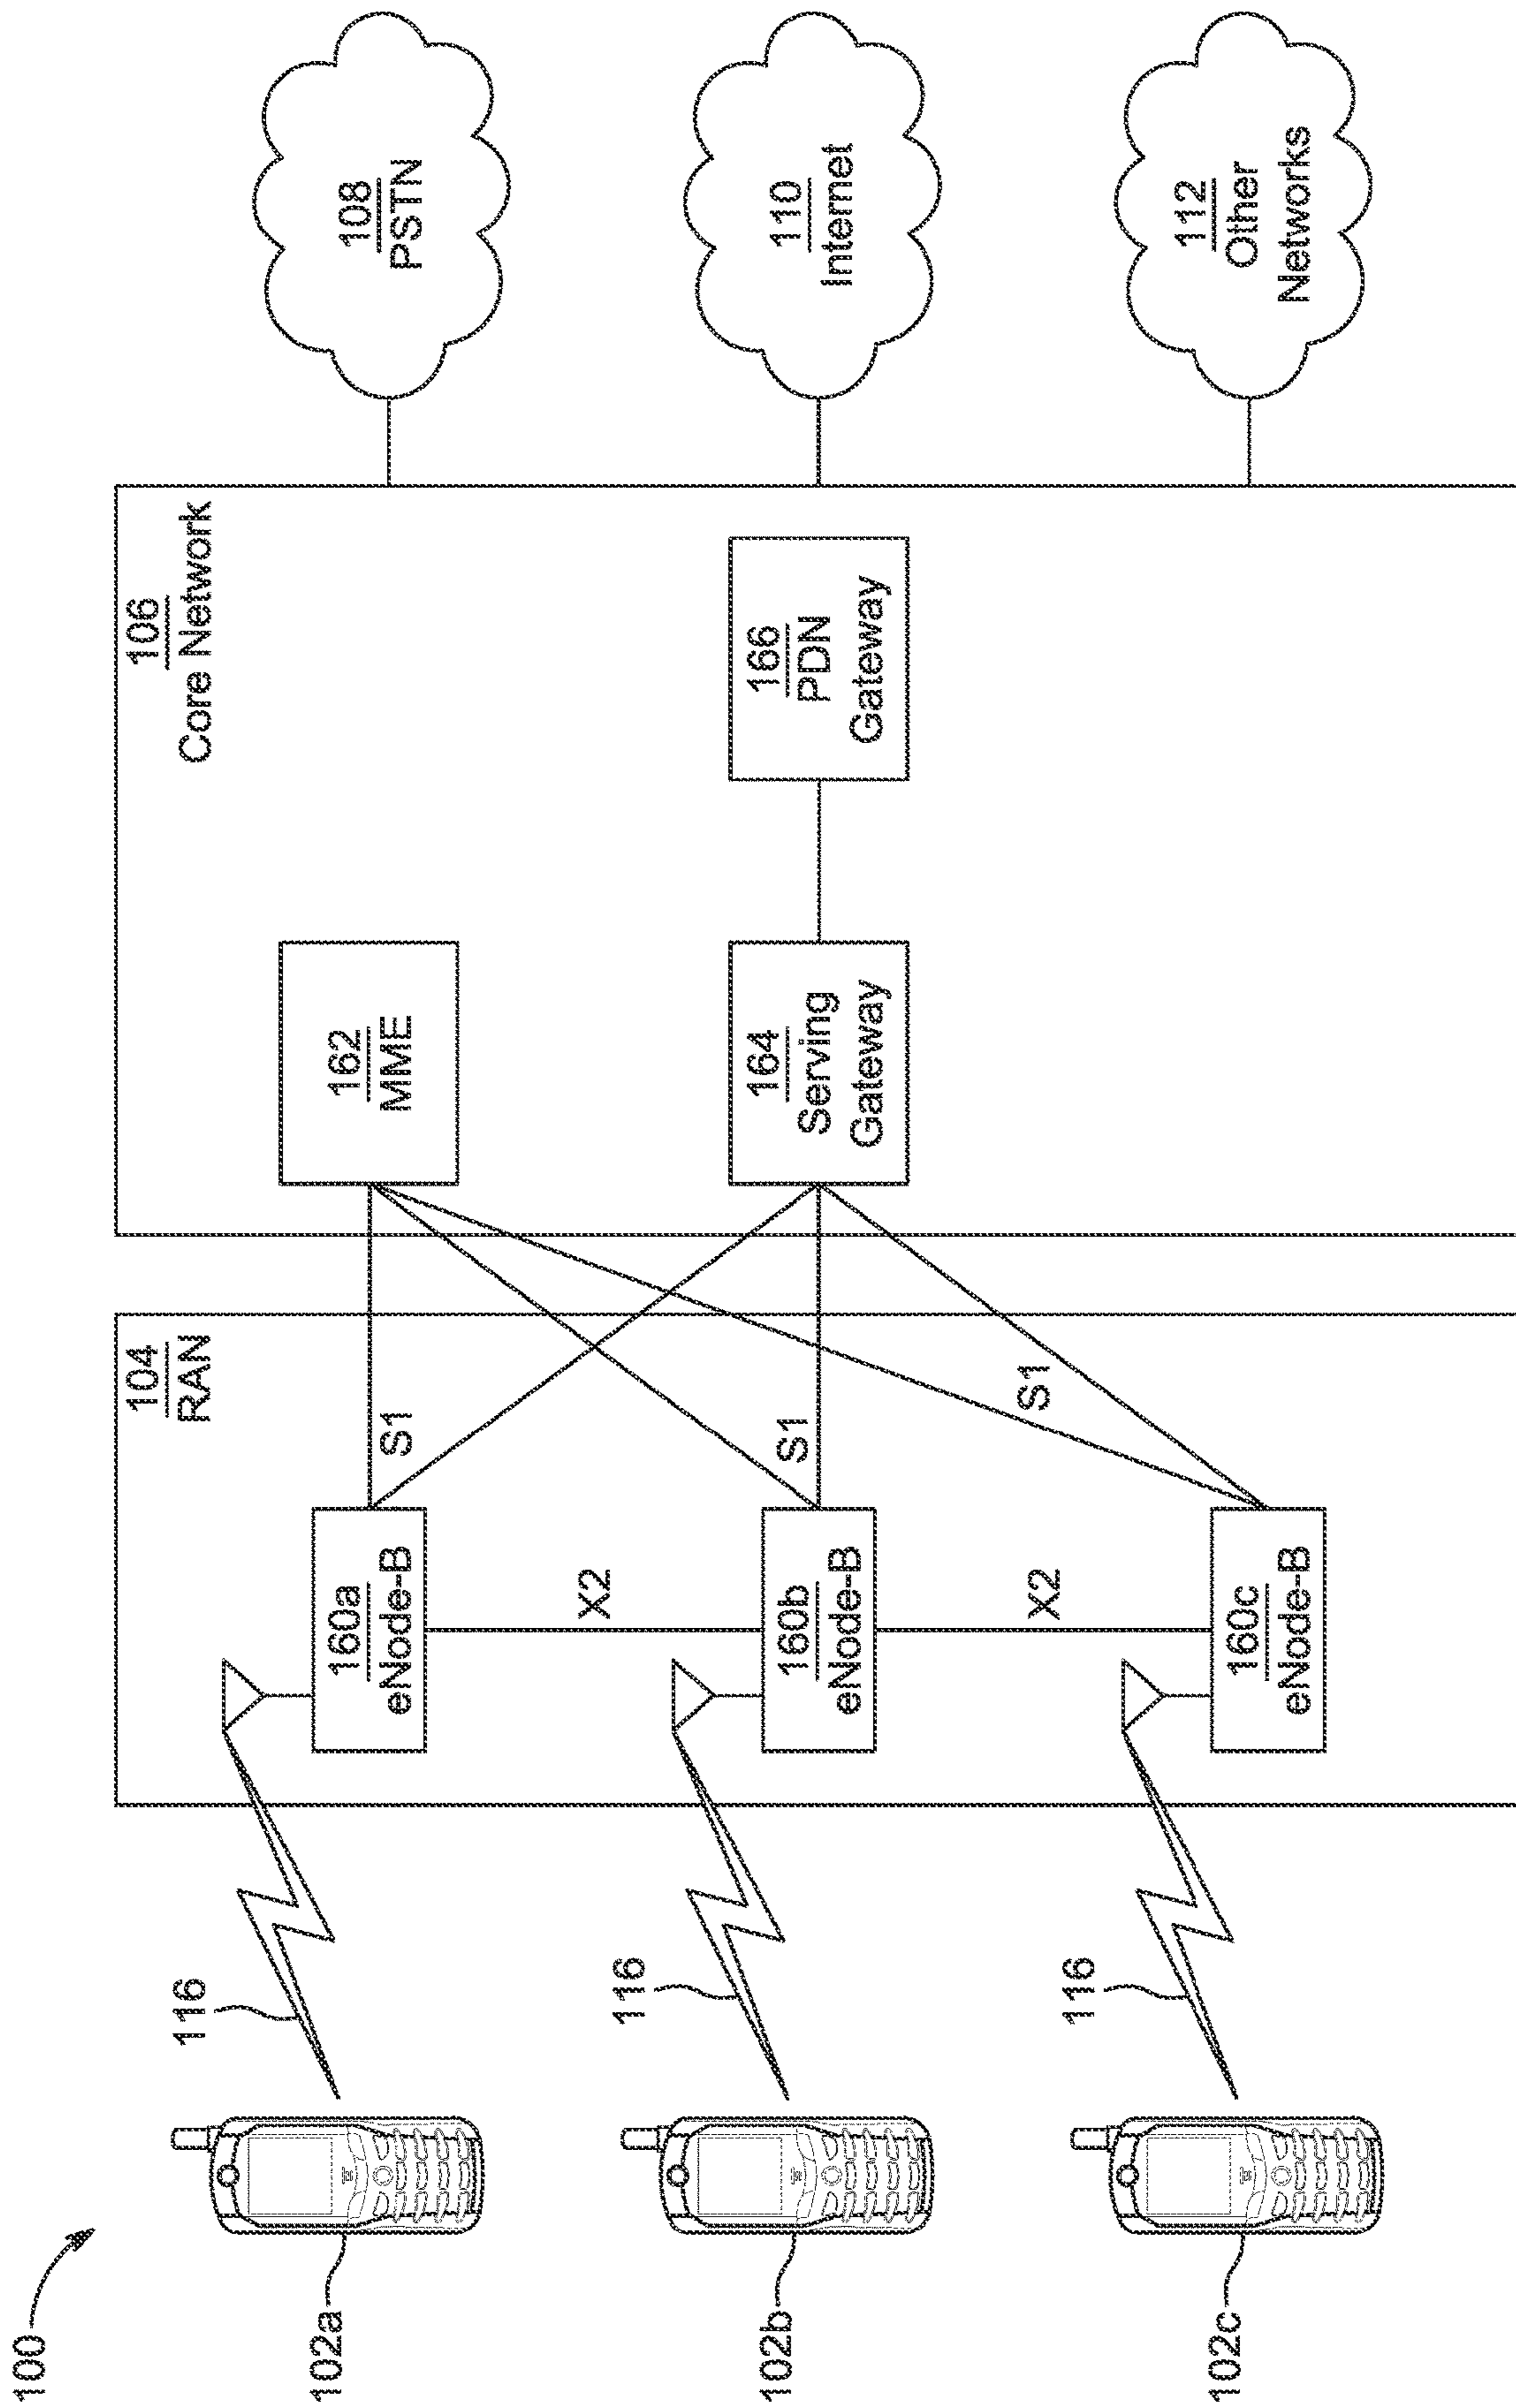 100
102a
102b
102c
116
116
116
104
RAN
160a
eNode-B
160b
eNode-B
160c
eNode-B
X2
X2
S1
S1
S1
106
Core Network
162
MME
164
Serving
Gateway
166
PDN
Gateway
108
PSTN
110
Internet
112
Other
Networks